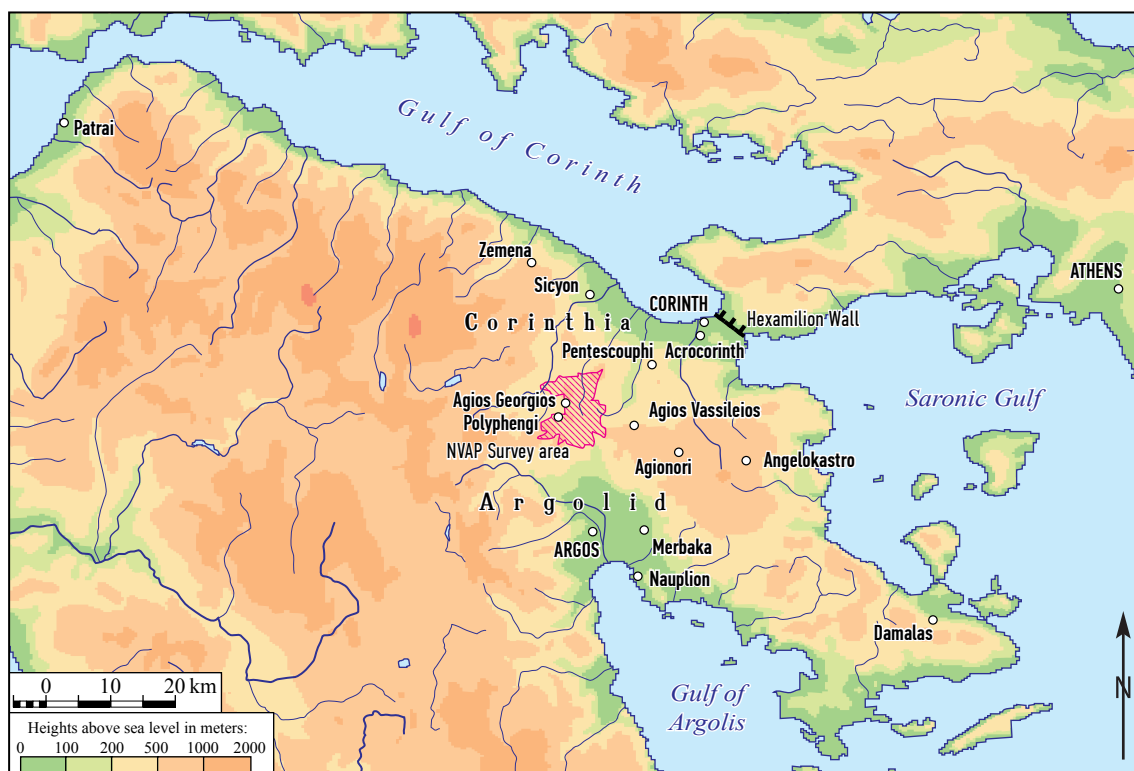 Gulf of Corinth
Patrai
Zemena
Sicyon
ATHENS
CORINTH
Hexamilion Wall
Corinthia
Pentescouphi
Acrocorinth
Agios Georgios
Saronic Gulf
Polyphengi
Agios Vassileios
NVAP Survey area
Agionori
Angelokastro
Argolid
ARGOS
Merbaka
Nauplion
Damalas
Gulf of
Argolis
N
0 10 20 km
Heights above sea level in meters:
0 100 200 500 1000 2000